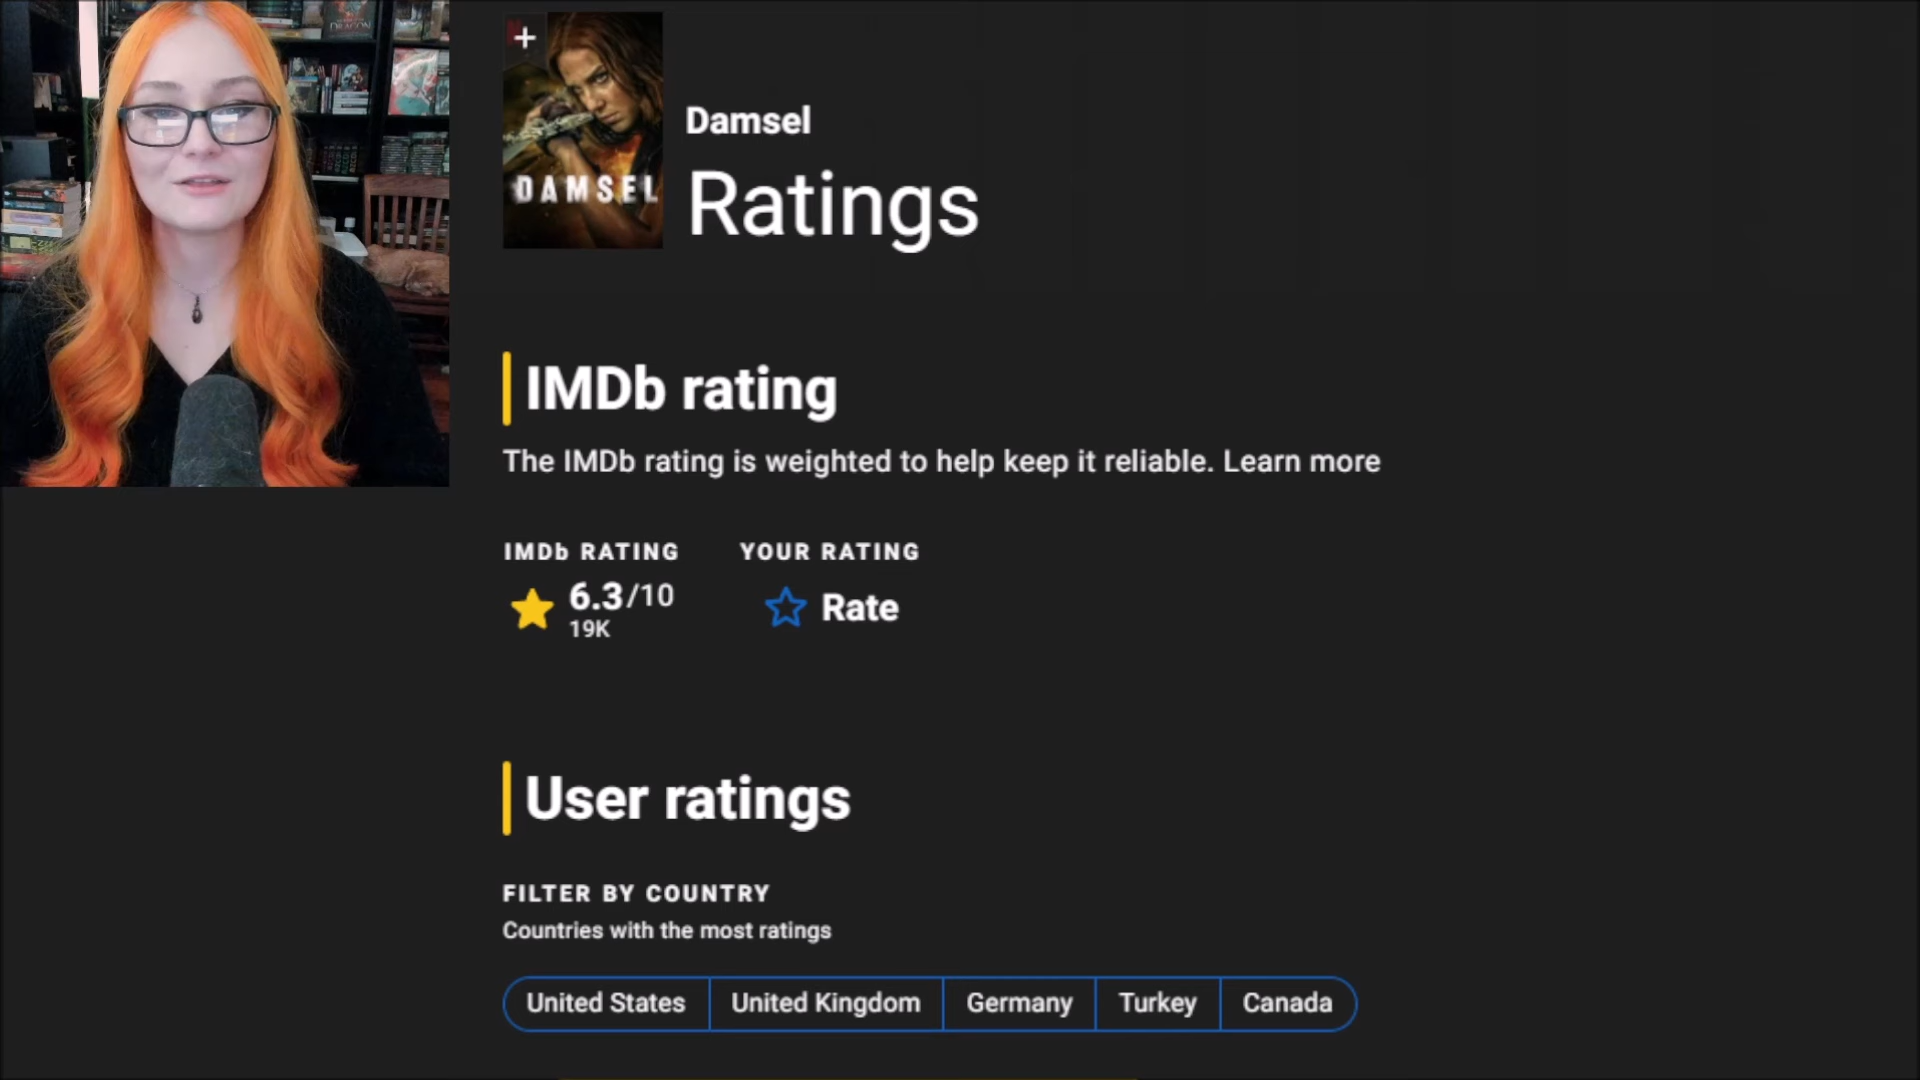 DRAGON
+
DAMSEL
Damsel
Ratings
IMDb rating
The IMDb rating is weighted to help keep it reliable. Learn more
IMDb RATING
YOUR RATING
6.3/10
19K
Rate
User ratings
FILTER BY COUNTRY
Countries with the most ratings
United States
United Kingdom
Germany
Turkey
Canada